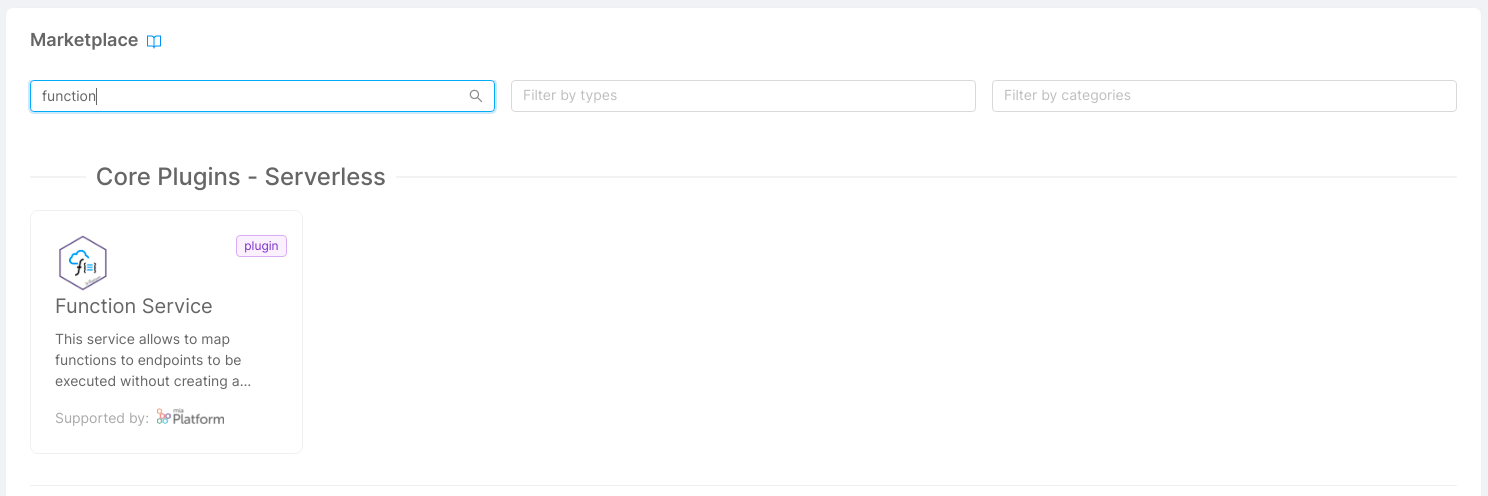 Marketplace
function
Filter by types
Filter by categories
Core Plugins - Serverless
plugin
Function Service
This service allows to map
functions to endpoints to be
executed without creating a...
Supported by: mia Platform